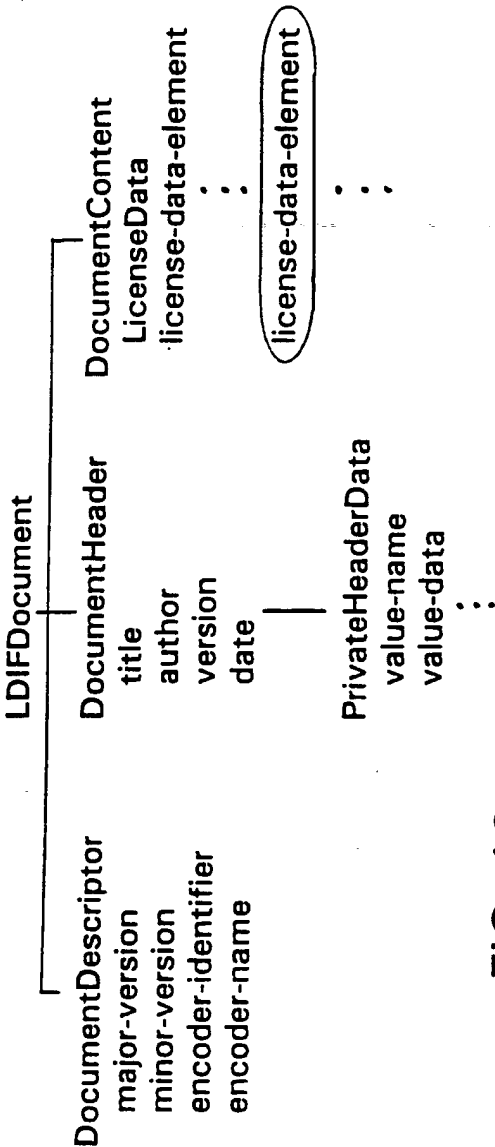 LDIFDocument
DocumentDescriptor
major-version
minor-version
encoder-identifier
encoder-name
DocumentHeader
title
author
version
date
PrivateHeaderData
value-name
value-data
DocumentContent
LicenseData
license-data-element
license-data-element
FIG.